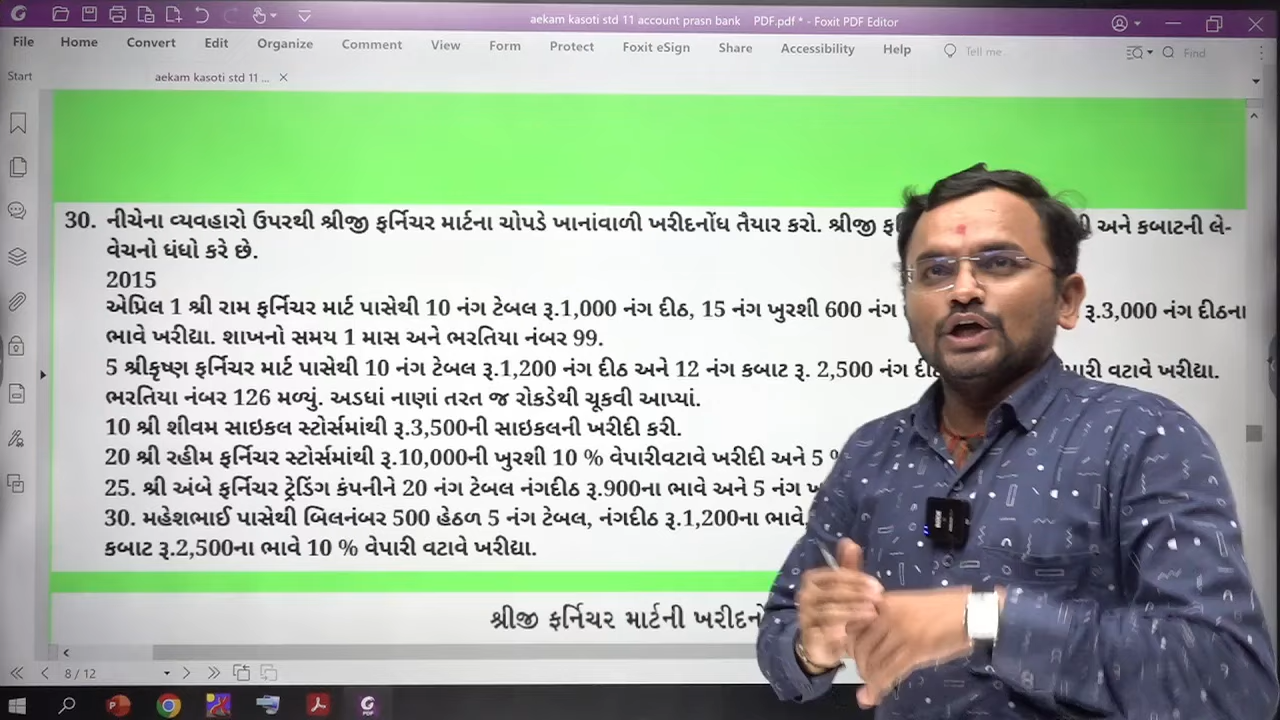 aekam kasoti std 11 account prasn bank PDF.pdf * - Foxit PDF Editor
File Home Convert Edit Organize Comment View Form Protect Foxit eSign Share Accessibility Help Tell me Find
Start aekam kasoti std 11 ...
30. નીચેના વ્યવહારો ઉપરથી શ્રીજી ફર્નિચર માર્ટના ચોપડે ખાનાંવાળી ખરીદનોંધ તૈયાર કરો. શ્રીજી અને કબાટની લે-
વેચનો ધંધો કરે છે.
2015
એપ્રિલ 1 શ્રી રામ ફર્નિચર માર્ટ પાસેથી 10 નંગ ટેબલ રૂ.1,000 નંગ દીઠ, 15 નંગ ખુરશી 600 નંગ રૂ.3,000 નંગ દીઠના
ભાવે ખરીદ્યા. શાખનો સમય 1 માસ અને ભરતિયા નંબર 99.
5 શ્રીકૃષ્ણ ફર્નિચર માર્ટ પાસેથી 10 નંગ ટેબલ રૂ.1,200 નંગ દીઠ અને 12 નંગ કબાટ રૂ. 2,500 નંગ વટાવે ખરીદ્યા.
ભરતિયા નંબર 126 મળ્યું. અડધાં નાણાં તરત જ રોકડેથી ચૂકવી આપ્યાં.
10 શ્રી શીવમ સાઇકલ સ્ટોર્સમાંથી રૂ.3,500ની સાઇકલની ખરીદી કરી.
20 શ્રી રહીમ ફર્નિચર સ્ટોર્સમાંથી રૂ.10,000ની ખુરશી 10 % વેપારીવટાવે ખરીદી અને 5
25. શ્રી અંબે ફર્નિચર ટ્રેડિંગ કંપનીને 20 નંગ ટેબલ નંગદીઠ રૂ.900ના ભાવે અને 5 નંગ
30. મહેશભાઈ પાસેથી બિલનંબર 500 હેઠળ 5 નંગ ટેબલ, નંગદીઠ રૂ.1,200ના ભાવે
કબાટ રૂ.2,500ના ભાવે 10 % વેપારી વટાવે ખરીદ્યા.
શ્રીજી ફર્નિચર માર્ટની
8 / 12